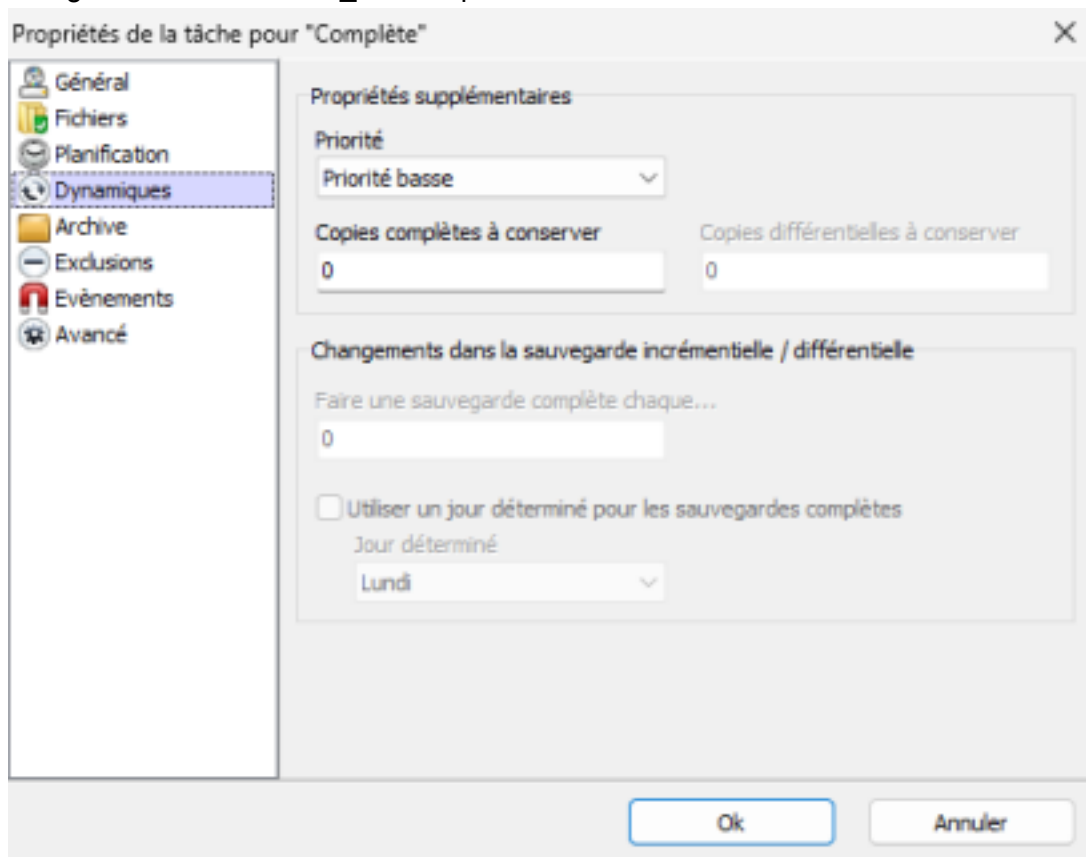 Propriétés de la tâche pour "Complète"
Général
Fichiers
Planification
Dynamiques
Archive
Exclusions
Evènements
Avancé
Propriétés supplémentaires
Priorité
Priorité basse
Copies complètes à conserver
Copies différentielles à conserver
0
0
Changements dans la sauvegarde incrémentielle / différentielle
Faire une sauvegarde complète chaque...
0
Utiliser un jour déterminé pour les sauvegardes complètes
Jour déterminé
Lundi
Ok
Annuler